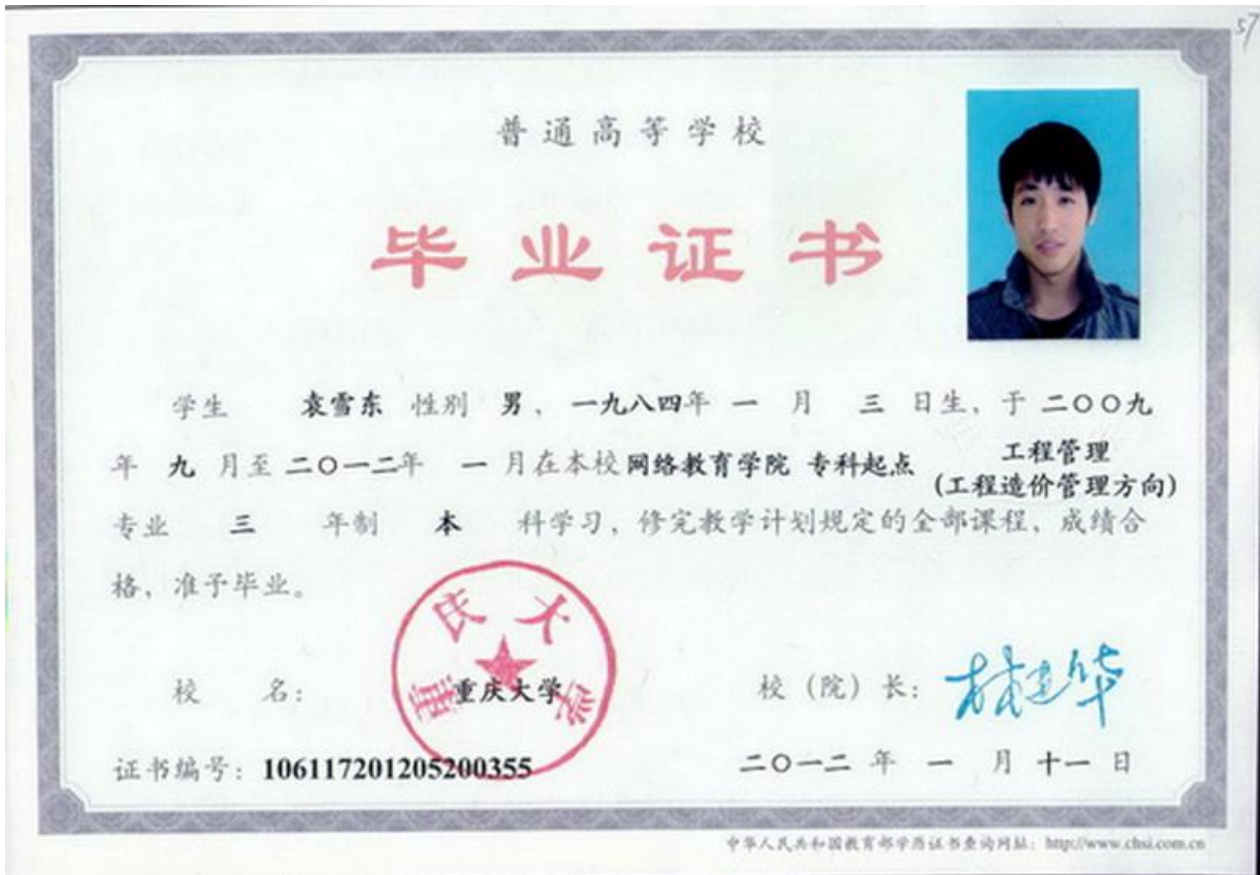 57
普通高等学校
毕业证书
学生 袁雪东 性别 男，一九八四年 一 月 三 日生，于 二〇〇九
年 九 月至 二〇一二年 一 月在本校 网络教育学院 专科起点 工程管理
(工程造价管理方向)
专业 三 年制 本 科学习，修完教学计划规定的全部课程，成绩合
格，准予毕业。
重庆大学
校 名： 重庆大学 校（院）长： 林建华
证书编号：106117201205200355 二〇一二 年 一 月 十一 日
中华人民共和国教育部学历证书查询网址：http://www.chsi.com.cn